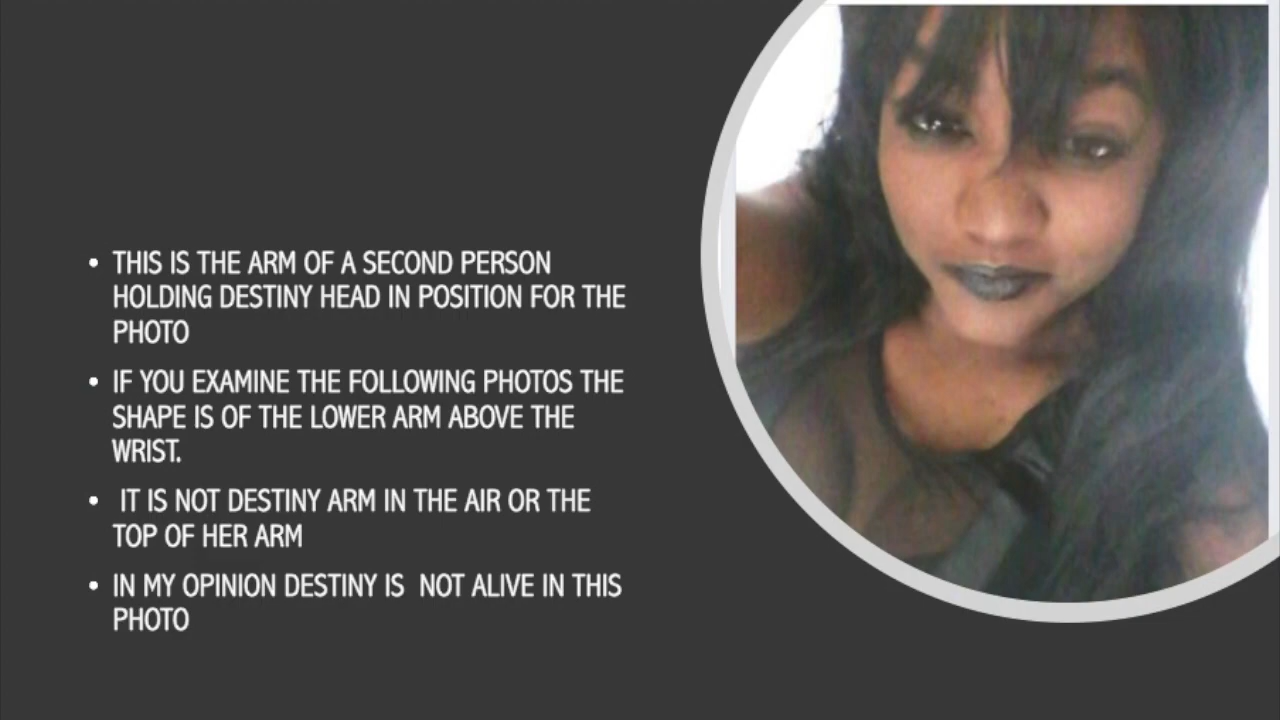 • THIS IS THE ARM OF A SECOND PERSON
HOLDING DESTINY HEAD IN POSITION FOR THE
PHOTO
• IF YOU EXAMINE THE FOLLOWING PHOTOS THE
SHAPE IS OF THE LOWER ARM ABOVE THE
WRIST.
• IT IS NOT DESTINY ARM IN THE AIR OR THE
TOP OF HER ARM
• IN MY OPINION DESTINY IS NOT ALIVE IN THIS
PHOTO